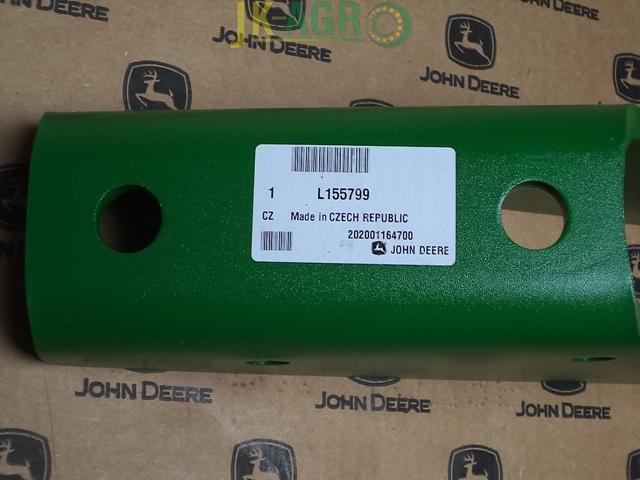 JK-AGRO
JOHN DEERE
JOHN DEERE
1 L155799
CZ Made in CZECH REPUBLIC
202001164700
JOHN DEERE
JOHN DEERE
JOHN DEERE
JOHN DEERE